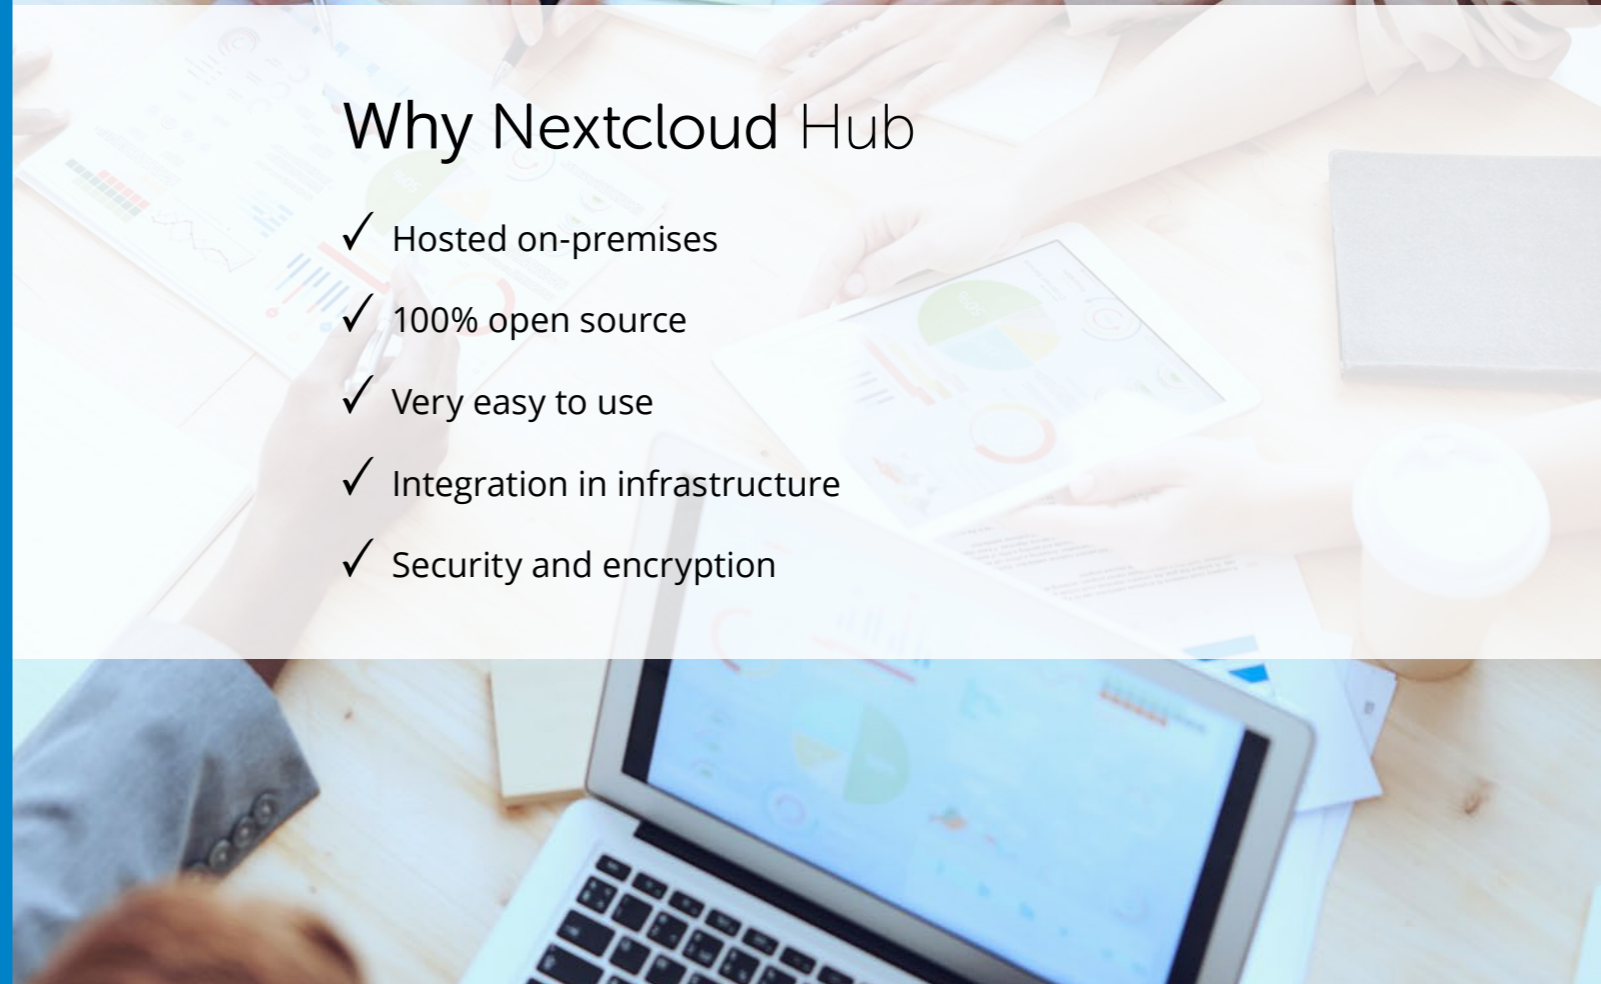 Why Nextcloud Hub
✓ Hosted on-premises
✓ 100% open source
✓ Very easy to use
✓ Integration in infrastructure
✓ Security and encryption